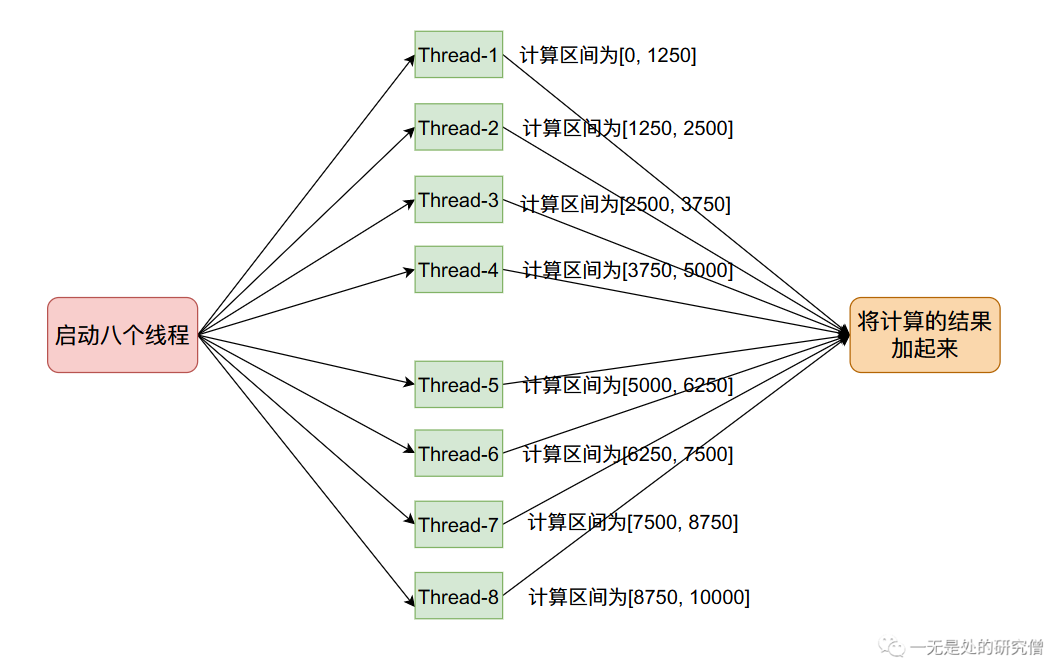 启动八个线程
Thread-1
计算区间为[0, 1250]
Thread-2
计算区间为[1250, 2500]
Thread-3
计算区间为[2500, 3750]
Thread-4
计算区间为[3750, 5000]
Thread-5
计算区间为[5000, 6250]
Thread-6
计算区间为[6250, 7500]
Thread-7
计算区间为[7500, 8750]
Thread-8
计算区间为[8750, 10000]
将计算的结果
加起来
一无是处的研究僧